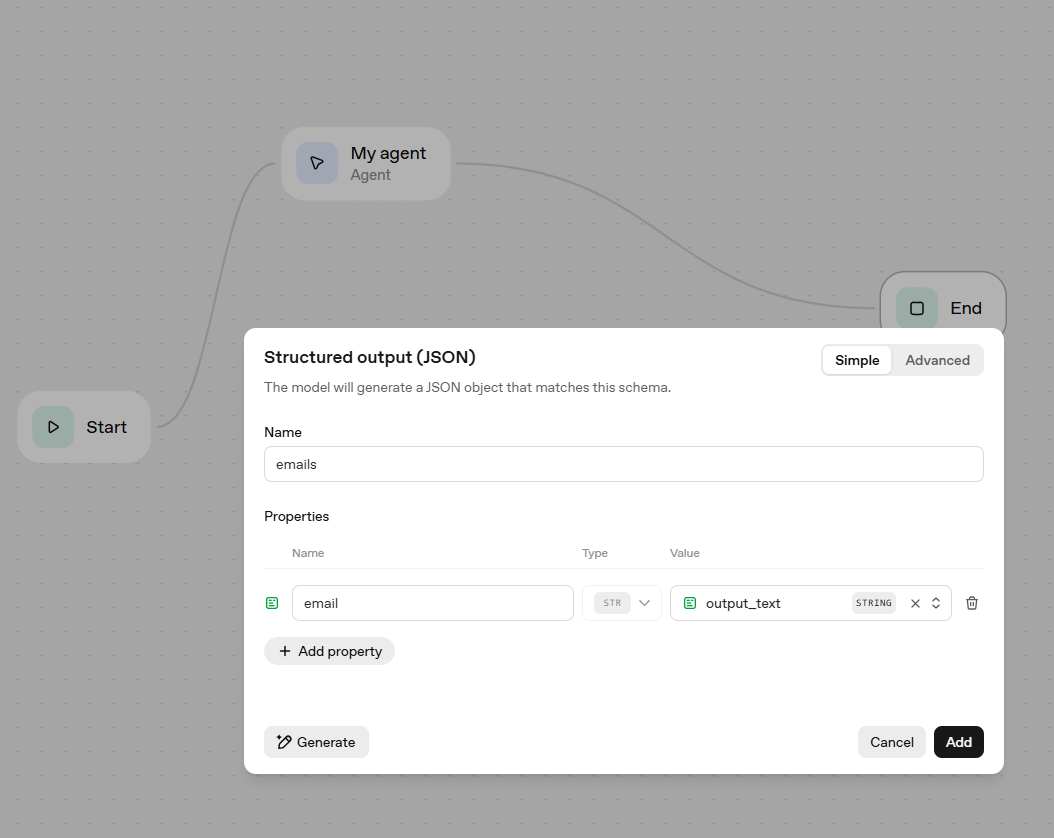 My agent
Agent
End
Start
Structured output (JSON)
Simple
Advanced
The model will generate a JSON object that matches this schema.
Name
emails
Properties
Name Type Value
email STR output_text STRING
Add property
Generate
Cancel
Add